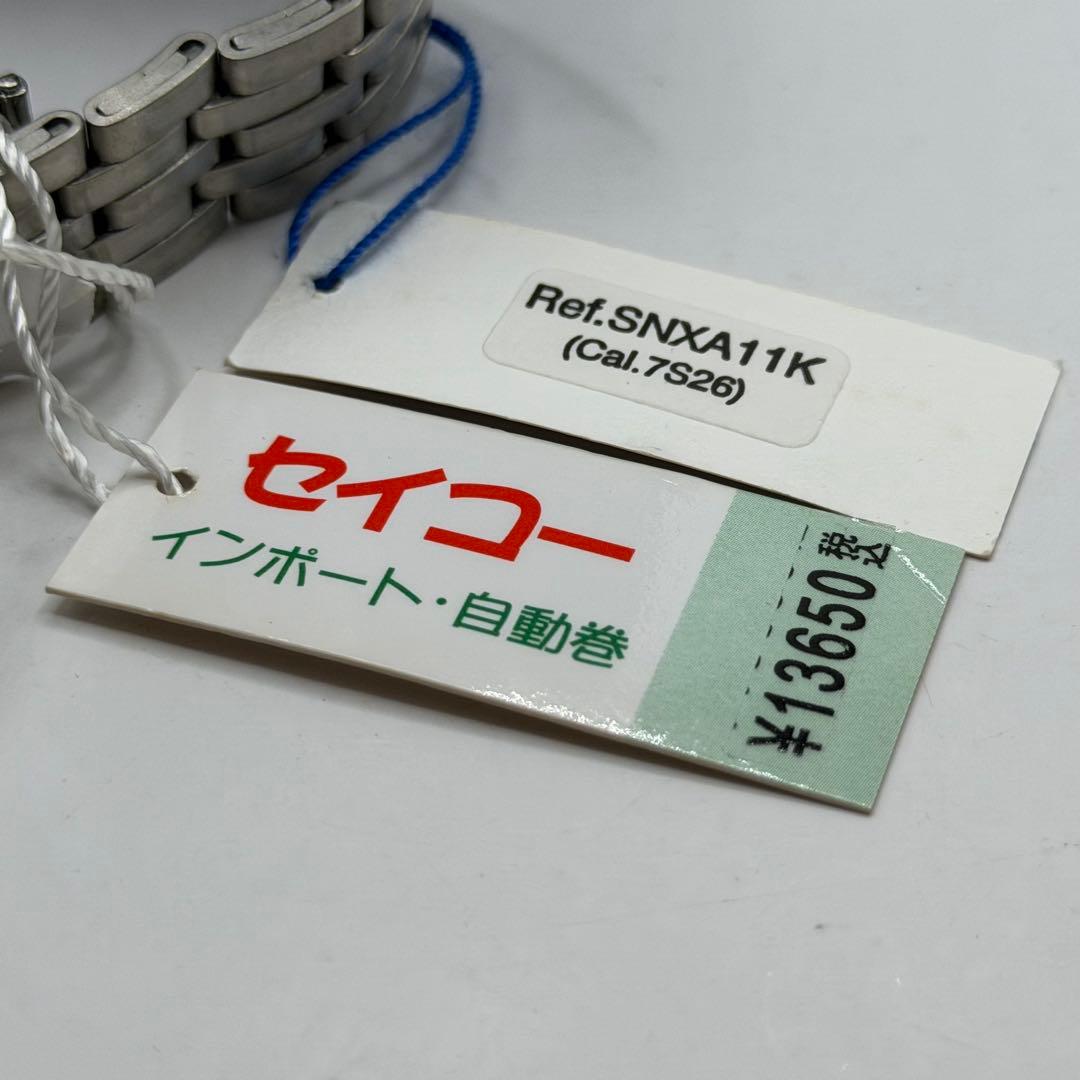 Ref.SNXA11K
(Cal.7S26)
セイコー
インポート・自動巻
税込
¥13650